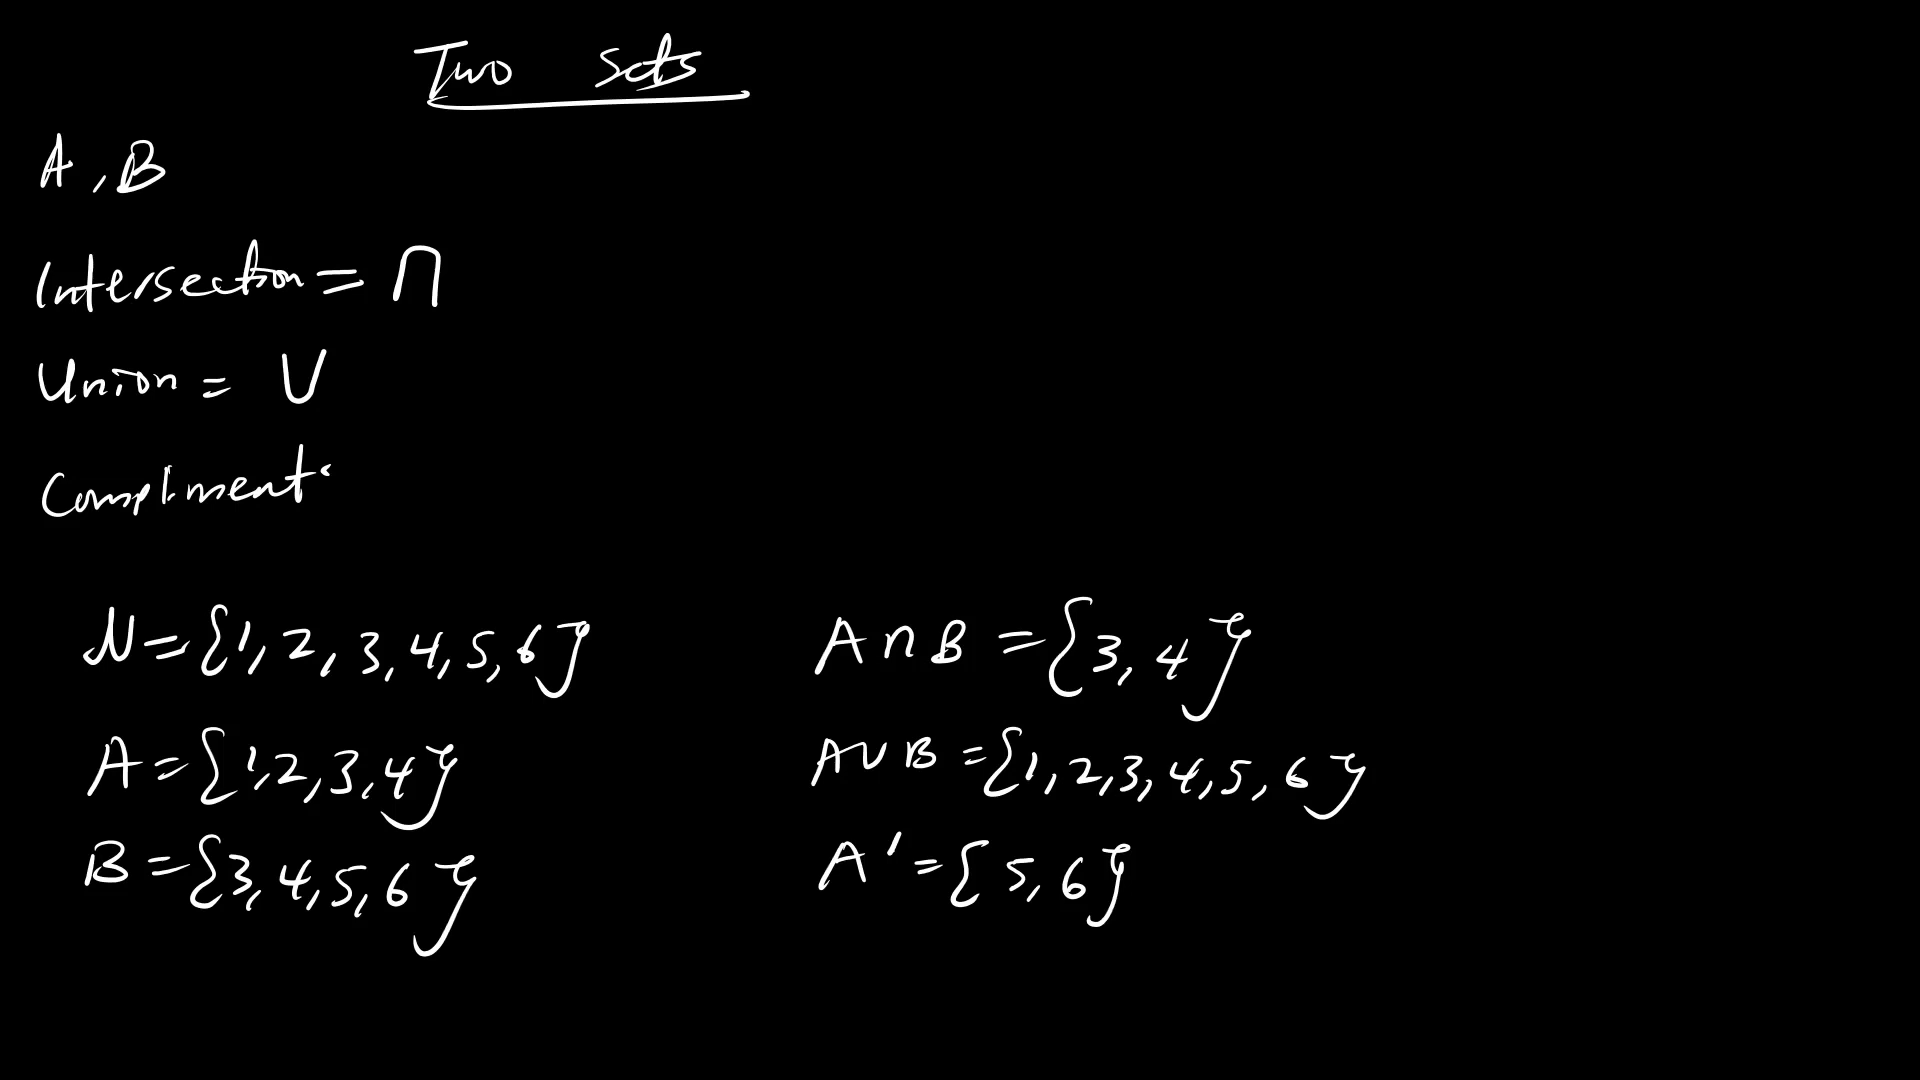 Two Sets
A, B
Intersection = ∩
Union = ∪
Compliment '
U = {1, 2, 3, 4, 5, 6}
A = {1, 2, 3, 4}
B = {3, 4, 5, 6}
A ∩ B = {3, 4}
A ∪ B = {1, 2, 3, 4, 5, 6}
A' = {5, 6}